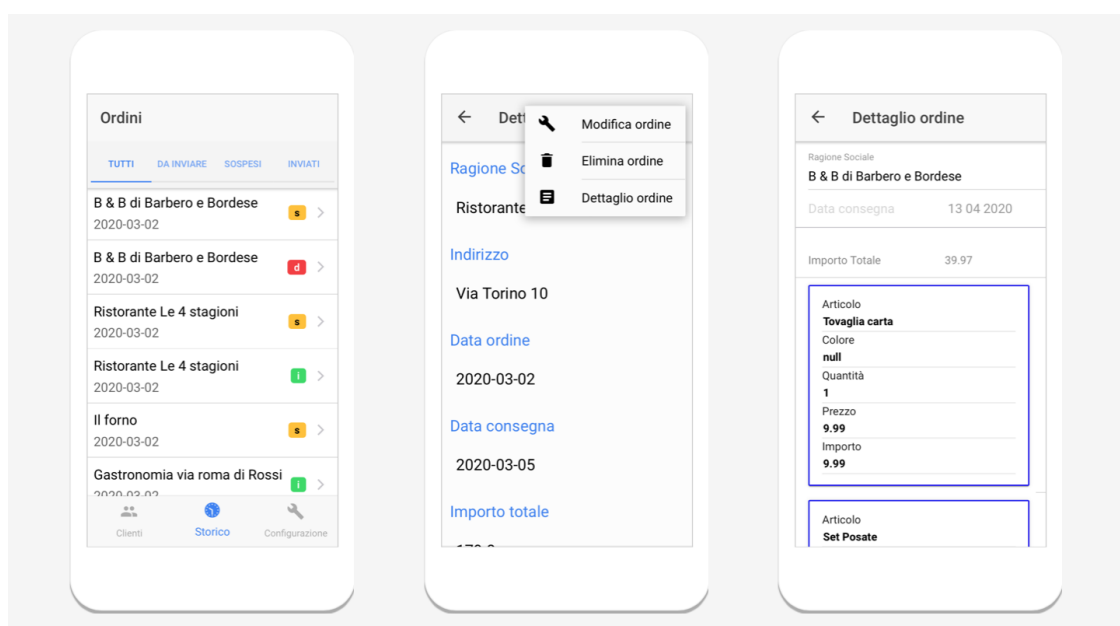 Ordini
TUTTI DA INVIARE SOSPESI INVIATI
B & B di Barbero e Bordese
2020-03-02
s
B & B di Barbero e Bordese
2020-03-02
d
Ristorante Le 4 stagioni
2020-03-02
s
Ristorante Le 4 stagioni
2020-03-02
i
Il forno
2020-03-02
s
Gastronomia via roma di Rossi
2020-03-02
i
Clienti Storico Configurazione
Det
Modifica ordine
Elimina ordine
Dettaglio ordine
Ragione So
Ristorante
Indirizzo
Via Torino 10
Data ordine
2020-03-02
Data consegna
2020-03-05
Importo totale
Dettaglio ordine
Ragione Sociale
B & B di Barbero e Bordese
Data consegna 13 04 2020
Importo Totale 39.97
Articolo
Tovaglia carta
Colore
null
Quantità
1
Prezzo
9.99
Importo
9.99
Articolo
Set Posate